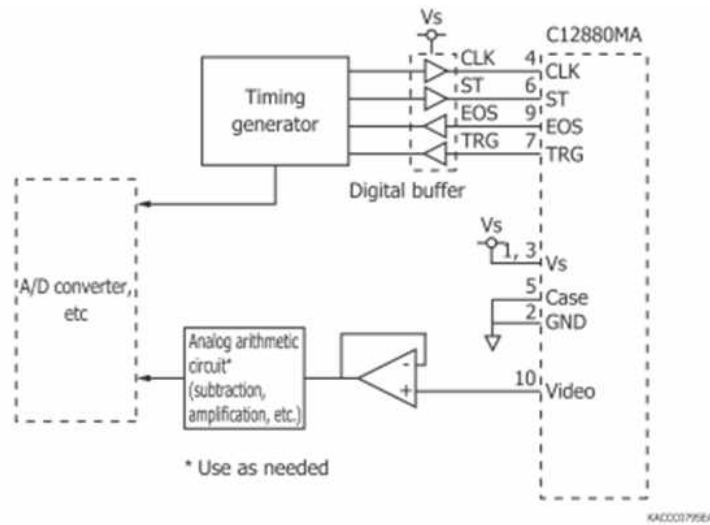 Vs
C12880MA
Timing
generator
CLK
4
CLK
ST
6
ST
EOS
9
EOS
TRG
7
TRG
Digital buffer
Vs
1, 3
Vs
A/D converter,
etc
5
Case
2
GND
Analog arithmetic
circuit*
(subtraction,
amplification, etc.)
-
+
10
Video
* Use as needed